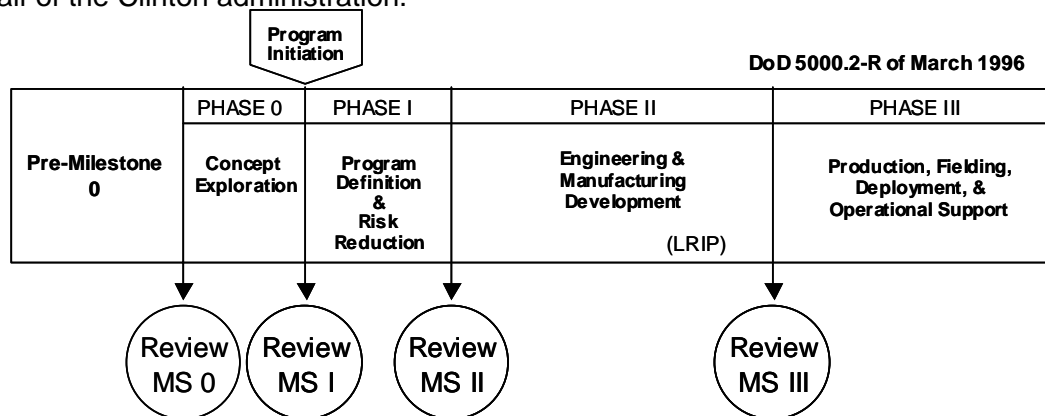 of the Clinton administration.
Program
Initiation
DoD 5000.2-R of March 1996
PHASE 0
PHASE I
PHASE II
PHASE III
Pre-Milestone
0
Concept
Exploration
Program
Definition
&
Risk
Reduction
Engineering &
Manufacturing
Development
(LRIP)
Production, Fielding,
Deployment, &
Operational Support
Review
MS 0
Review
MS I
Review
MS II
Review
MS III